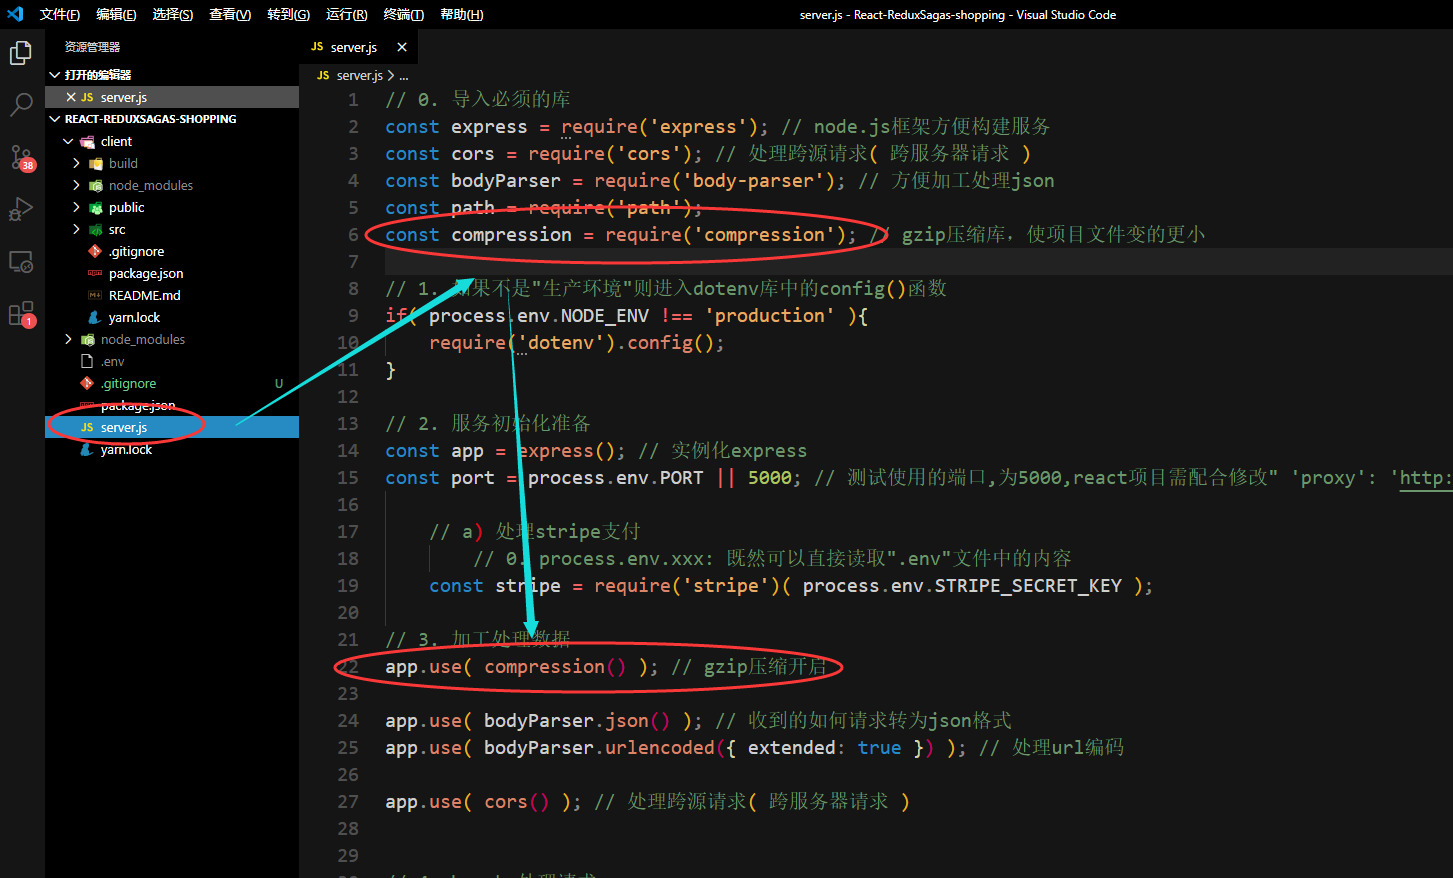 文件(F) 编辑(E) 选择(S) 查看(V) 转到(G) 运行(R) 终端(T) 帮助(H) server.js - React-ReduxSagas-shopping - Visual Studio Code
资源管理器
打开的编辑器
JS server.js
REACT-REDUXSAGAS-SHOPPING
client
build
node_modules
public
src
.gitignore
package.json
README.md
yarn.lock
node_modules
.env
.gitignore U
package.json
JS server.js
yarn.lock
38
1
JS server.js
JS server.js > ...
1 // 0. 导入必须的库
2 const express = require('express'); // node.js框架方便构建服务
3 const cors = require('cors'); // 处理跨源请求( 跨服务器请求 )
4 const bodyParser = require('body-parser'); // 方便加工处理json
5 const path = require('path');
6 const compression = require('compression'); // gzip压缩库，使项目文件变的更小
7
8 // 1. 如果不是"生产环境"则进入dotenv库中的config()函数
9 if( process.env.NODE_ENV !== 'production' ){
10 require('dotenv').config();
11 }
12
13 // 2. 服务初始化准备
14 const app = express(); // 实例化express
15 const port = process.env.PORT || 5000; // 测试使用的端口,为5000,react项目需配合修改" 'proxy': 'http:
16
17 // a) 处理stripe支付
18 // 0. process.env.xxx: 既然可以直接读取".env"文件中的内容
19 const stripe = require('stripe')( process.env.STRIPE_SECRET_KEY );
20
21 // 3. 加工处理数据
22 app.use( compression() ); // gzip压缩开启
23
24 app.use( bodyParser.json() ); // 收到的如何请求转为json格式
25 app.use( bodyParser.urlencoded({ extended: true }) ); // 处理url编码
26
27 app.use( cors() ); // 处理跨源请求( 跨服务器请求 )
28
29